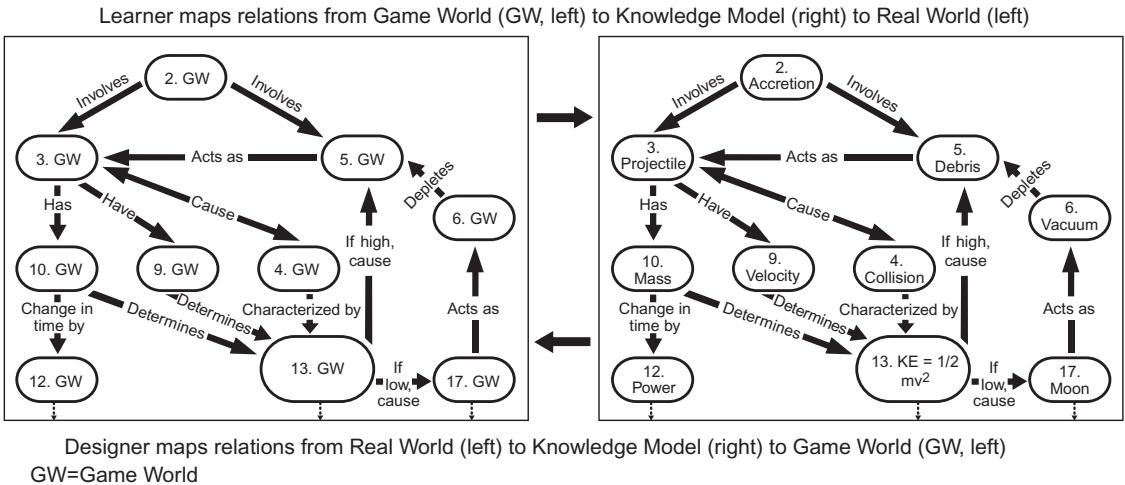 Learner maps relations from Game World (GW, left) to Knowledge Model (right) to Real World (left)
2. GW
Involves
Involves
3. GW
Acts as
5. GW
Has
Have
Cause
Depletes
6. GW
If high,
cause
10. GW
9. GW
4. GW
Change in
time by
Determines
Determines
Characterized by
Acts as
12. GW
13. GW
If
low,
cause
17. GW
2.
Accretion
Involves
Involves
3.
Projectile
Acts as
5.
Debris
Has
Have
Cause
Depletes
6.
Vacuum
If high,
cause
10.
Mass
9.
Velocity
4.
Collision
Change in
time by
Determines
Determines
Characterized by
Acts as
12.
Power
13. KE = 1/2
mv²
If
low,
cause
17.
Moon
Designer maps relations from Real World (left) to Knowledge Model (right) to Game World (GW, left)
GW=Game World